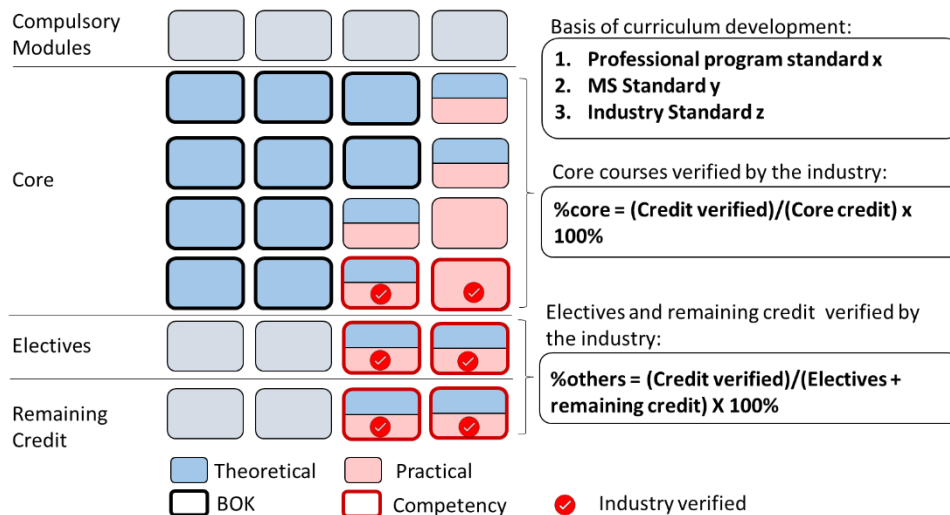 Compulsory
Modules
Core
Electives
Remaining
Credit
Basis of curriculum development:
1. Professional program standard x
2. MS Standard y
3. Industry Standard z
Core courses verified by the industry:
%core = (Credit verified)/(Core credit) x
100%
Electives and remaining credit verified by
the industry:
%others = (Credit verified)/(Electives +
remaining credit) X 100%
Theoretical
Practical
BOK
Competency
Industry verified